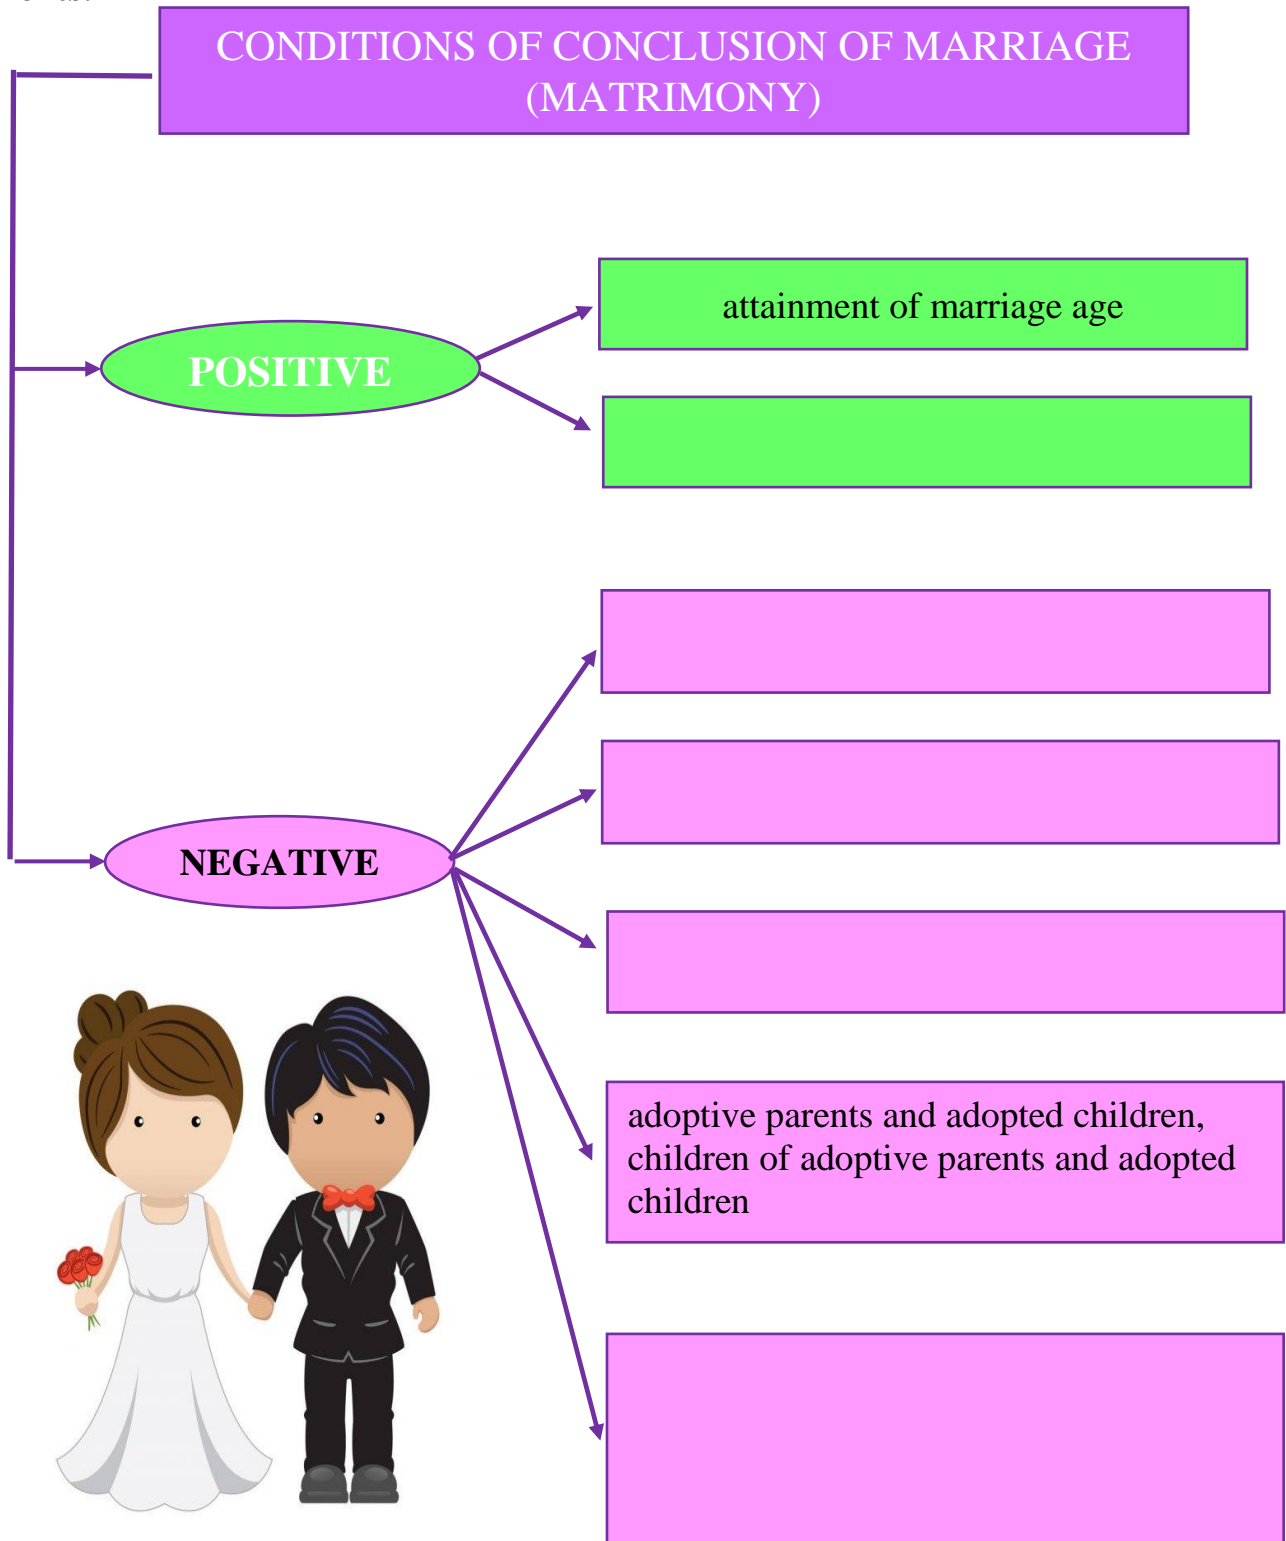 CONDITIONS OF CONCLUSION OF MARRIAGE
(MATRIMONY)
attainment of marriage age
POSITIVE
NEGATIVE
adoptive parents and adopted children,
children of adoptive parents and adopted
children